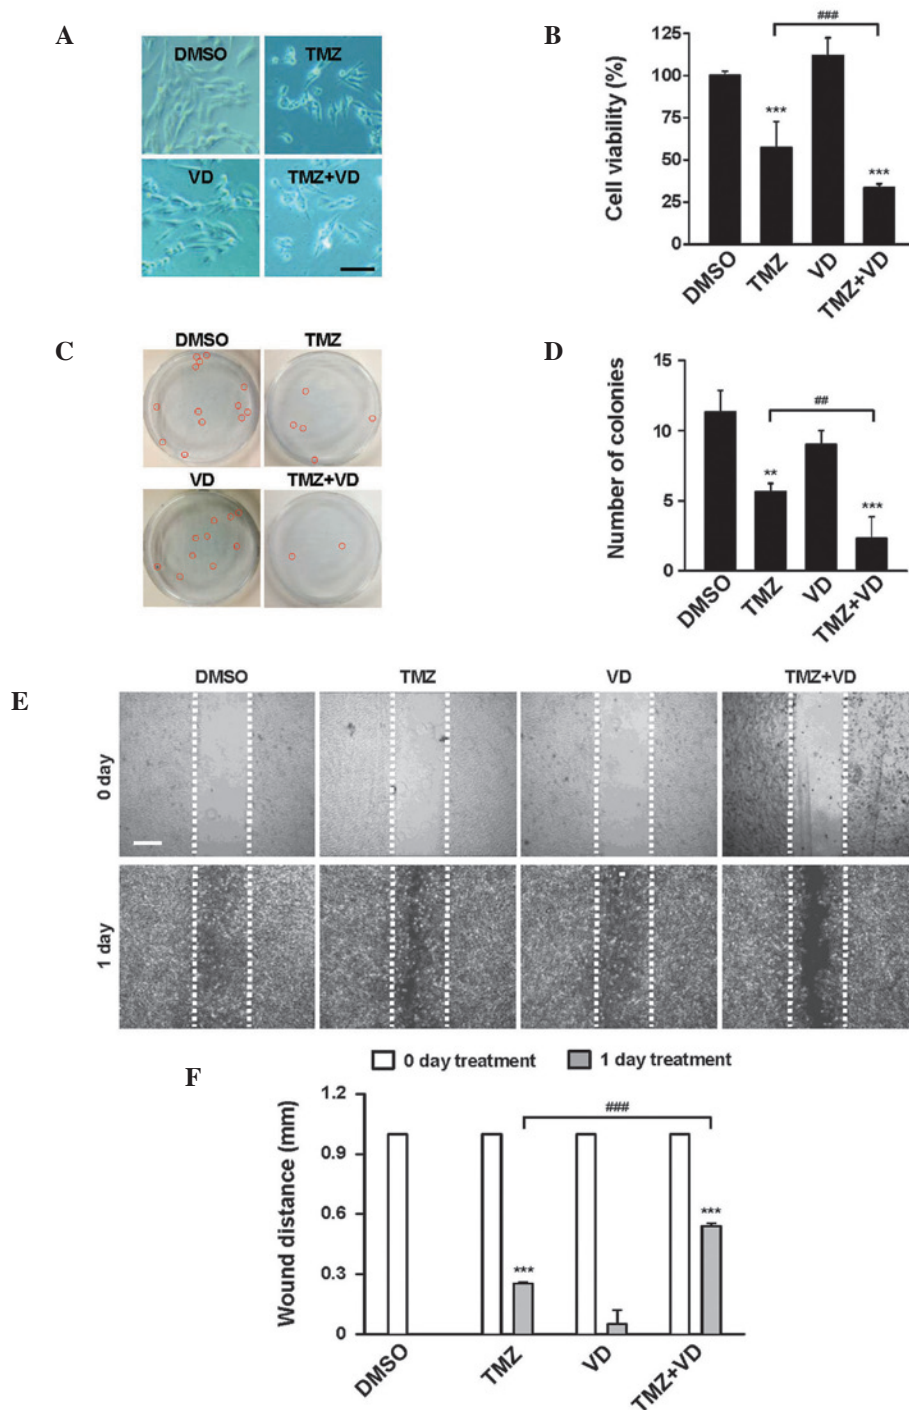 A
DMSO
TMZ
VD
TMZ+VD
B
###
125
100
75
50
25
0
Cell viability (%)
***
***
DMSO
TMZ
VD
TMZ+VD
C
DMSO
TMZ
VD
TMZ+VD
D
15
10
5
0
Number of colonies
##
**
***
DMSO
TMZ
VD
TMZ+VD
E
DMSO
TMZ
VD
TMZ+VD
0 day
1 day
F
0 day treatment
1 day treatment
1.2
0.9
0.6
0.3
0
Wound distance (mm)
###
***
***
DMSO
TMZ
VD
TMZ+VD